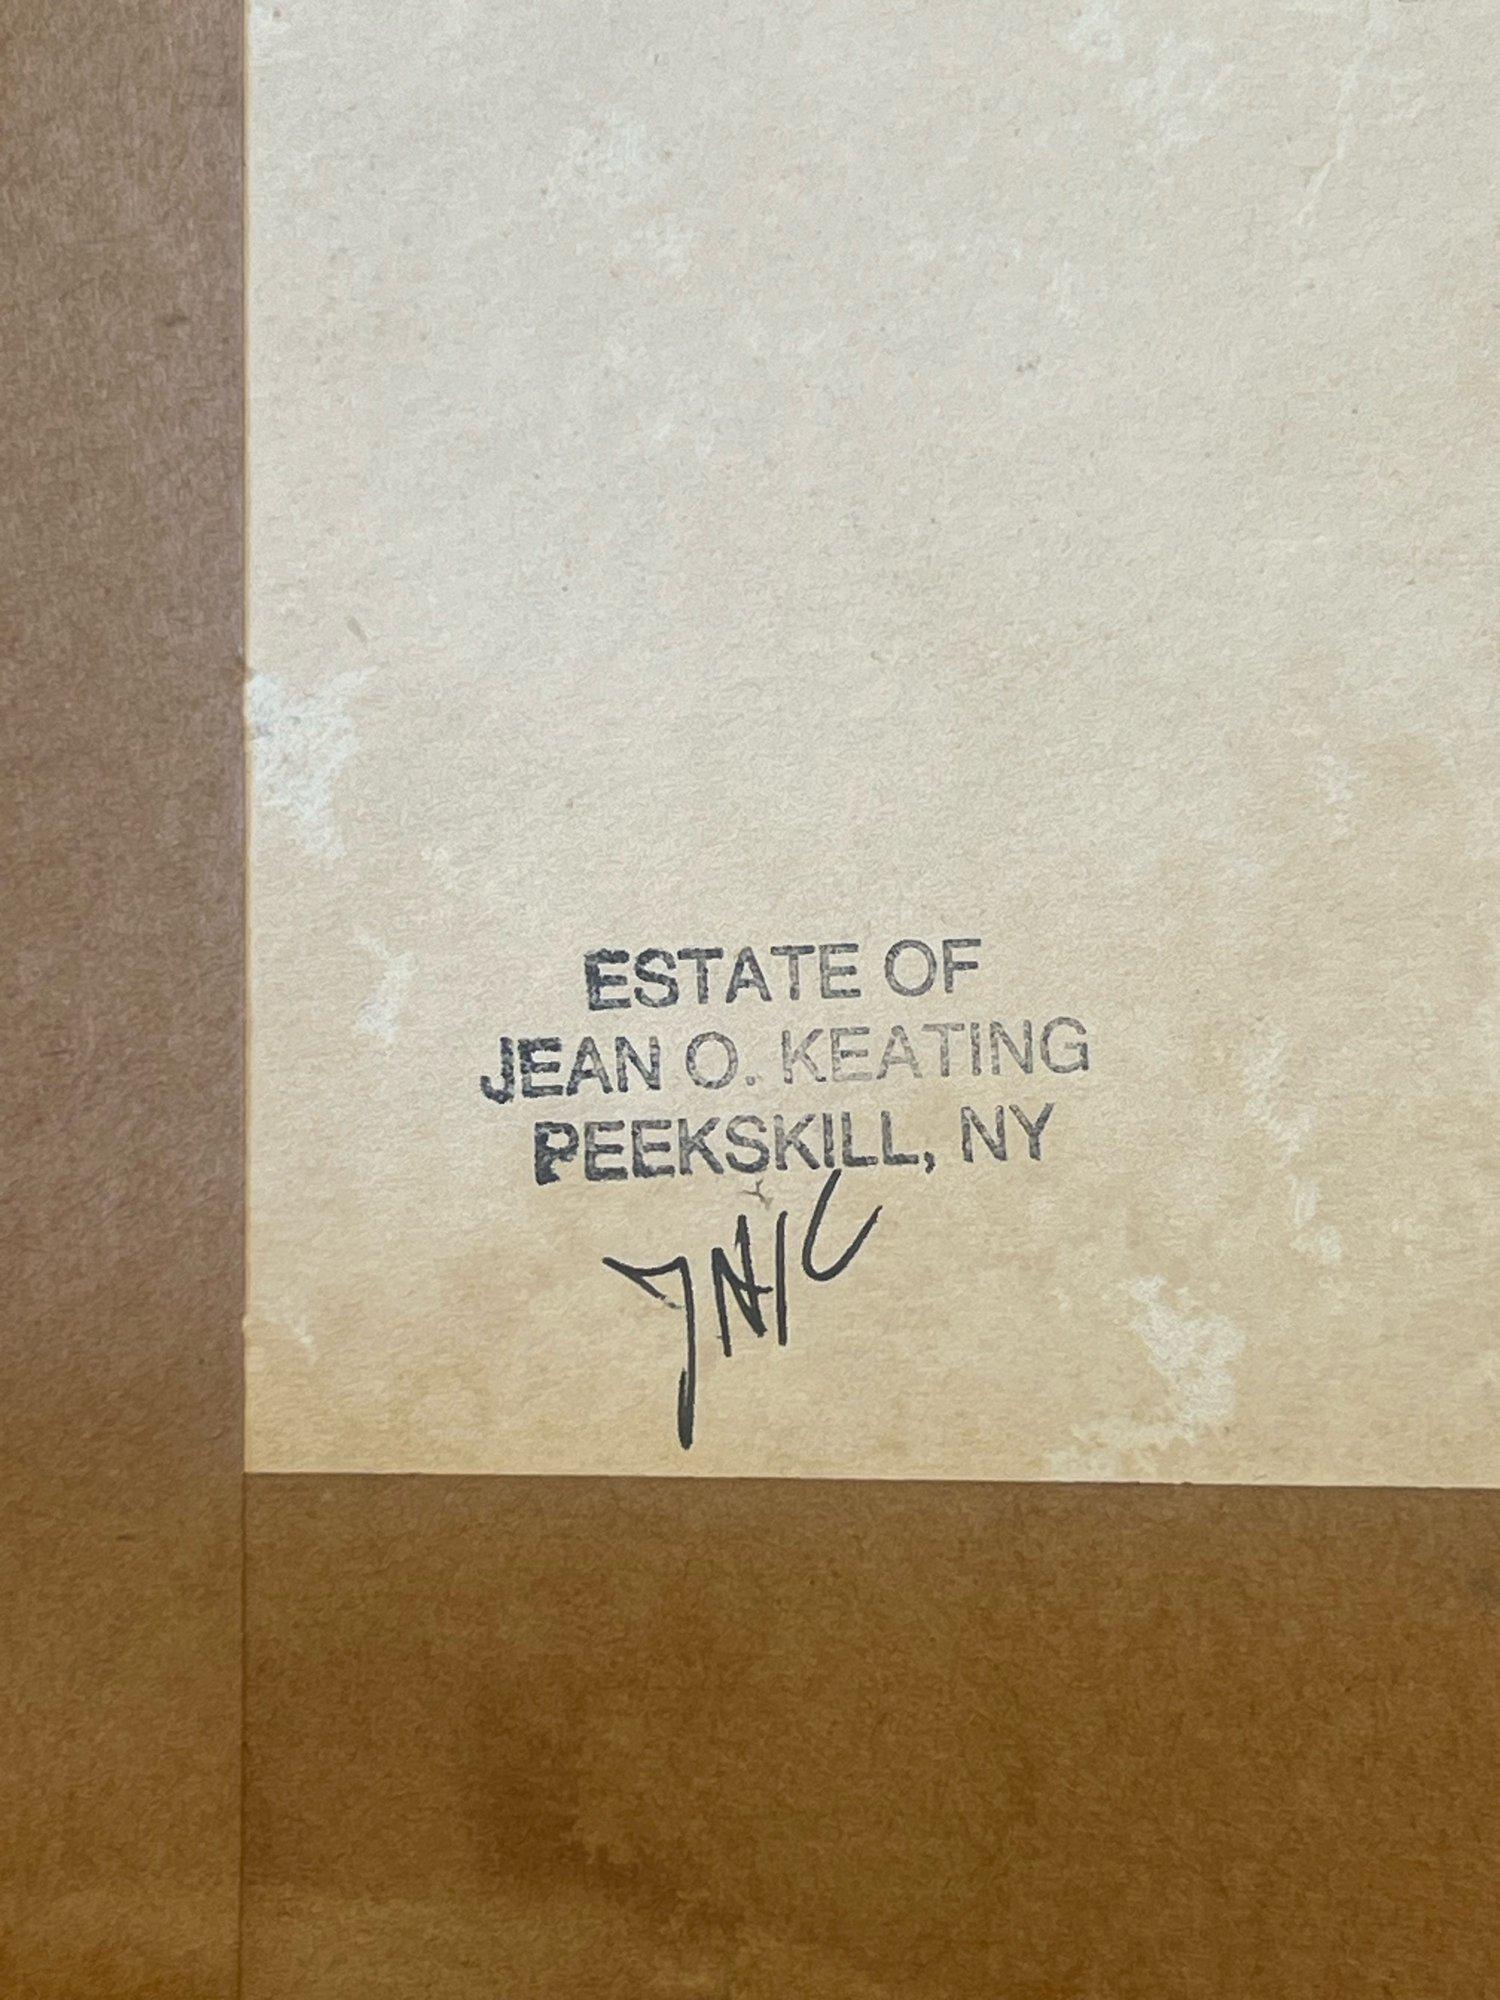 ESTATE OF
JEAN O. KEATING
PEEKSKILL, NY